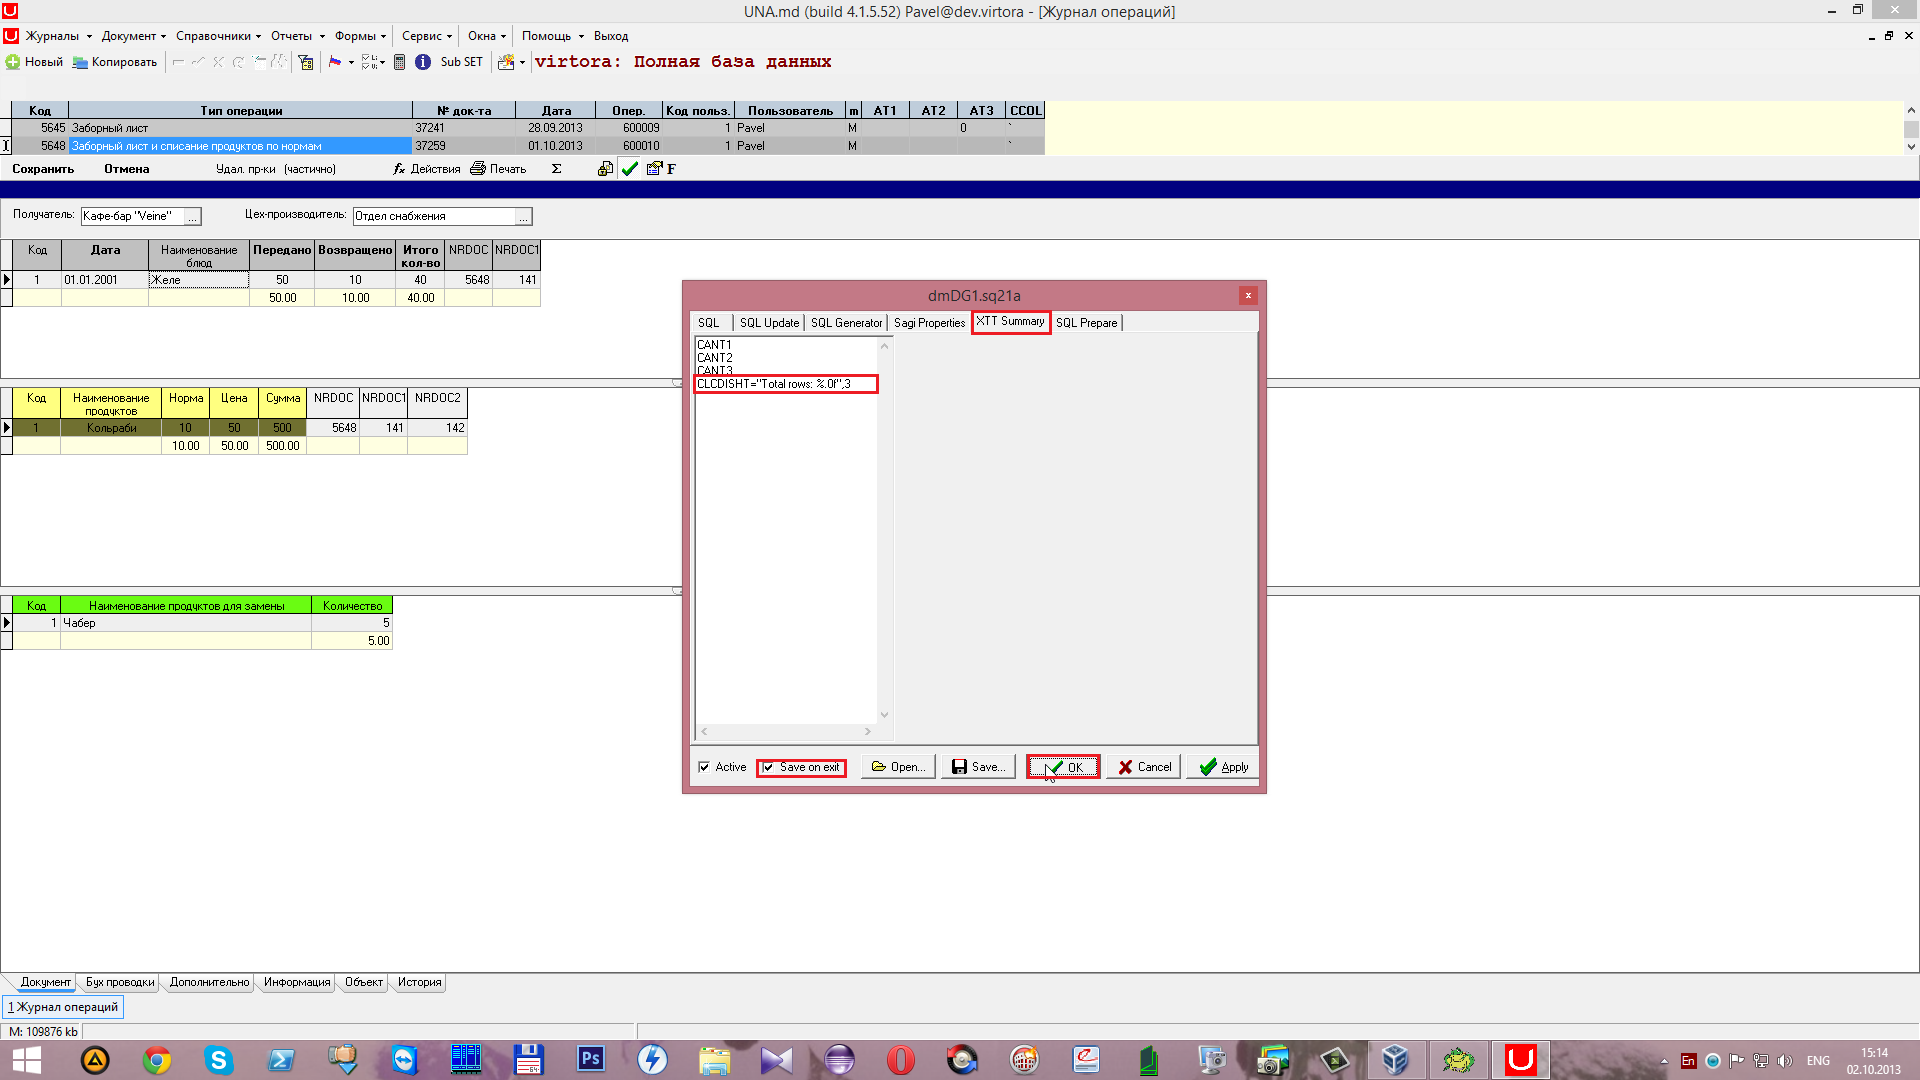 UNA.md (build 4.1.5.52) Pavel@dev.virtora - [Журнал операций]
Журналы Документ Справочники Отчеты Формы Сервис Окна Помощь Выход
Новый Копировать Sub SET virtora: Полная база данных
Код Тип операции № док-та Дата Опер. Код польз. Пользователь m AT1 AT2 AT3 CCOL
5645 Заборный лист 37241 28.09.2013 600009 1 Pavel M 0 `
5648 Заборный лист и списание продуктов по нормам 37259 01.10.2013 600010 1 Pavel M `
Сохранить Отмена Удал. пр-ки (частично) fx Действия Печать Σ F
Получатель: Кафе-бар "Veine" ... Цех-производитель: Отдел снабжения ...
Код Дата Наименование блюд Передано Возвращено Итого кол-во NRDOC NRDOC1
1 01.01.2001 Желе 50 10 40 5648 141
50.00 10.00 40.00
Код Наименование продуктов Норма Цена Сумма NRDOC NRDOC1 NRDOC2
1 Кольраби 10 50 500 5648 141 142
10.00 50.00 500.00
Код Наименование продуктов для замены Количество
1 Чабер 5
5.00
dmDG1.sq21a
SQL SQL Update SQL Generator Sagi Properties XTT Summary SQL Prepare
CANT1
CANT2
CANT3
CLCDISHT="Total rows: %.0f",3
Active Save on exit Open... Save... OK Cancel Apply
Документ Бух проводки Дополнительно Информация Объект История
1 Журнал операций
M: 109876 kb
Ps 64 En ENG 15:14
02.10.2013